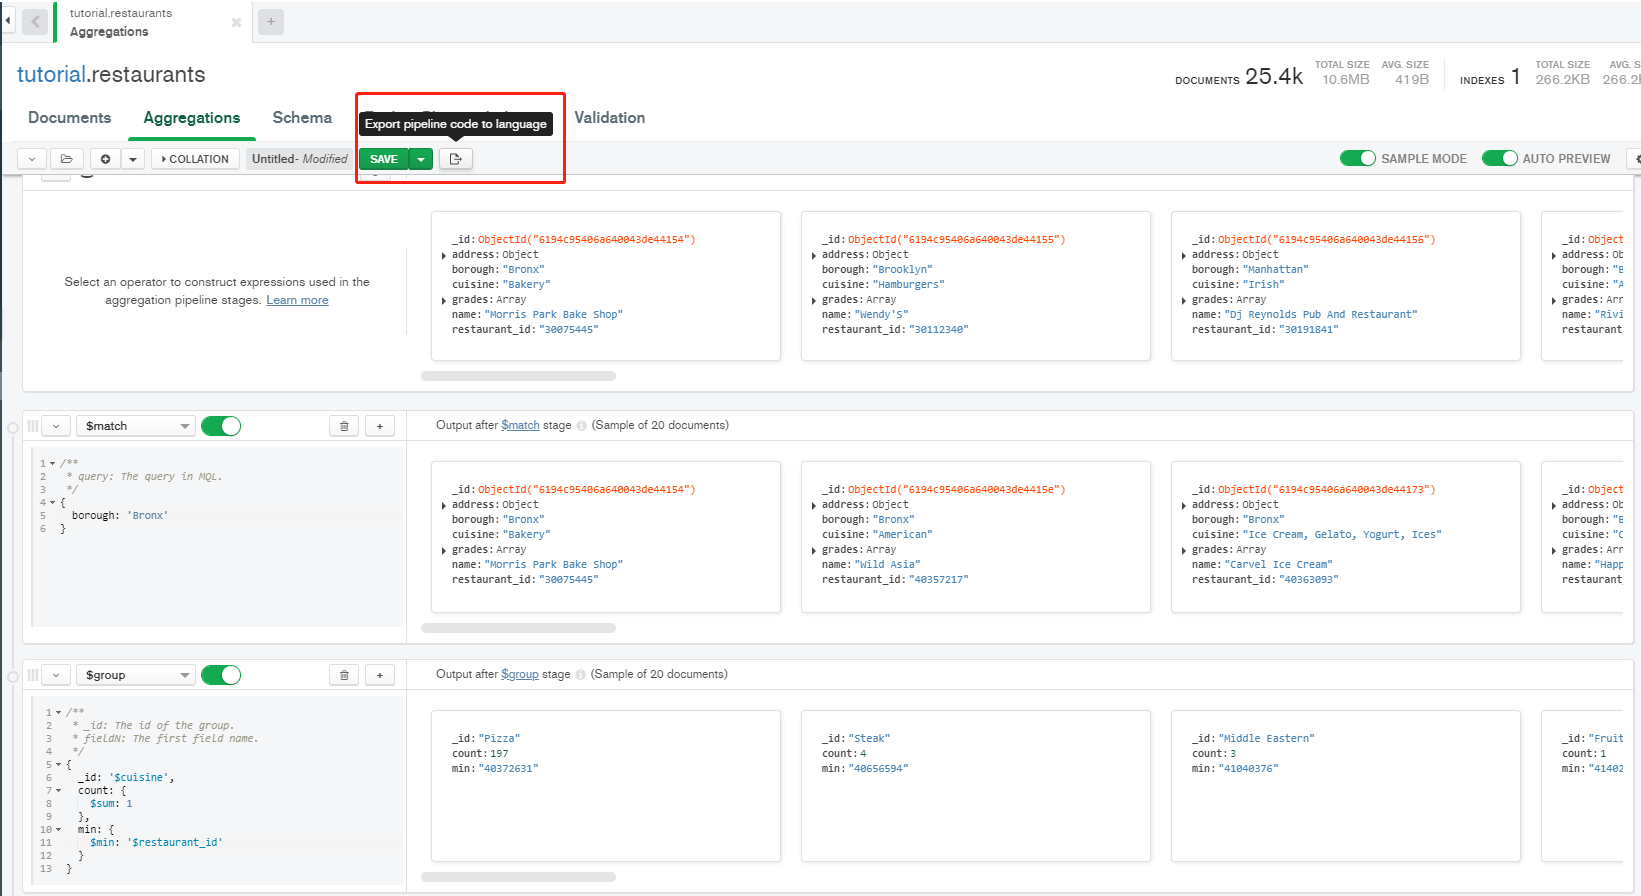 tutorial.restaurants
Aggregations
tutorial.restaurants
DOCUMENTS 25.4k
TOTAL SIZE
10.6MB
AVG. SIZE
419B
INDEXES 1
TOTAL SIZE
266.2KB
AVG. S
266.2
Documents
Aggregations
Schema
Validation
Export pipeline code to language
COLLATION
Untitled- Modified
SAVE
SAMPLE MODE
AUTO PREVIEW
Select an operator to construct expressions used in the
aggregation pipeline stages. Learn more
_id: ObjectId("6194c95406a640043de44154")
address: Object
borough: "Bronx"
cuisine: "Bakery"
grades: Array
name: "Morris Park Bake Shop"
restaurant_id: "30075445"
_id: ObjectId("6194c95406a640043de44155")
address: Object
borough: "Brooklyn"
cuisine: "Hamburgers"
grades: Array
name: "Wendy'S"
restaurant_id: "30112340"
_id: ObjectId("6194c95406a640043de44156")
address: Object
borough: "Manhattan"
cuisine: "Irish"
grades: Array
name: "Dj Reynolds Pub And Restaurant"
restaurant_id: "30191841"
_id: Object
address: Ob
borough: "B
cuisine: "A
grades: Arr
name: "Rivi
restaurant
$match
Output after $match stage (Sample of 20 documents)
1 /**
2 * query: The query in MQL.
3 */
4 {
5 borough: 'Bronx'
6 }
_id: ObjectId("6194c95406a640043de44154")
address: Object
borough: "Bronx"
cuisine: "Bakery"
grades: Array
name: "Morris Park Bake Shop"
restaurant_id: "30075445"
_id: ObjectId("6194c95406a640043de4415e")
address: Object
borough: "Bronx"
cuisine: "American"
grades: Array
name: "Wild Asia"
restaurant_id: "40357217"
_id: ObjectId("6194c95406a640043de44173")
address: Object
borough: "Bronx"
cuisine: "Ice Cream, Gelato, Yogurt, Ices"
grades: Array
name: "Carvel Ice Cream"
restaurant_id: "40363093"
_id: Object
address: Ob
borough: "B
cuisine: "C
grades: Arr
name: "Happ
restaurant
$group
Output after $group stage (Sample of 20 documents)
1 /**
2 * _id: The id of the group.
3 * fieldN: The first field name.
4 */
5 {
6 _id: '$cuisine',
7 count: {
8 $sum: 1
9 },
10 min: {
11 $min: '$restaurant_id'
12 }
13 }
_id: "Pizza"
count: 197
min: "40372631"
_id: "Steak"
count: 4
min: "40656594"
_id: "Middle Eastern"
count: 3
min: "41040376"
_id: "Fruit
count: 1
min: "41402